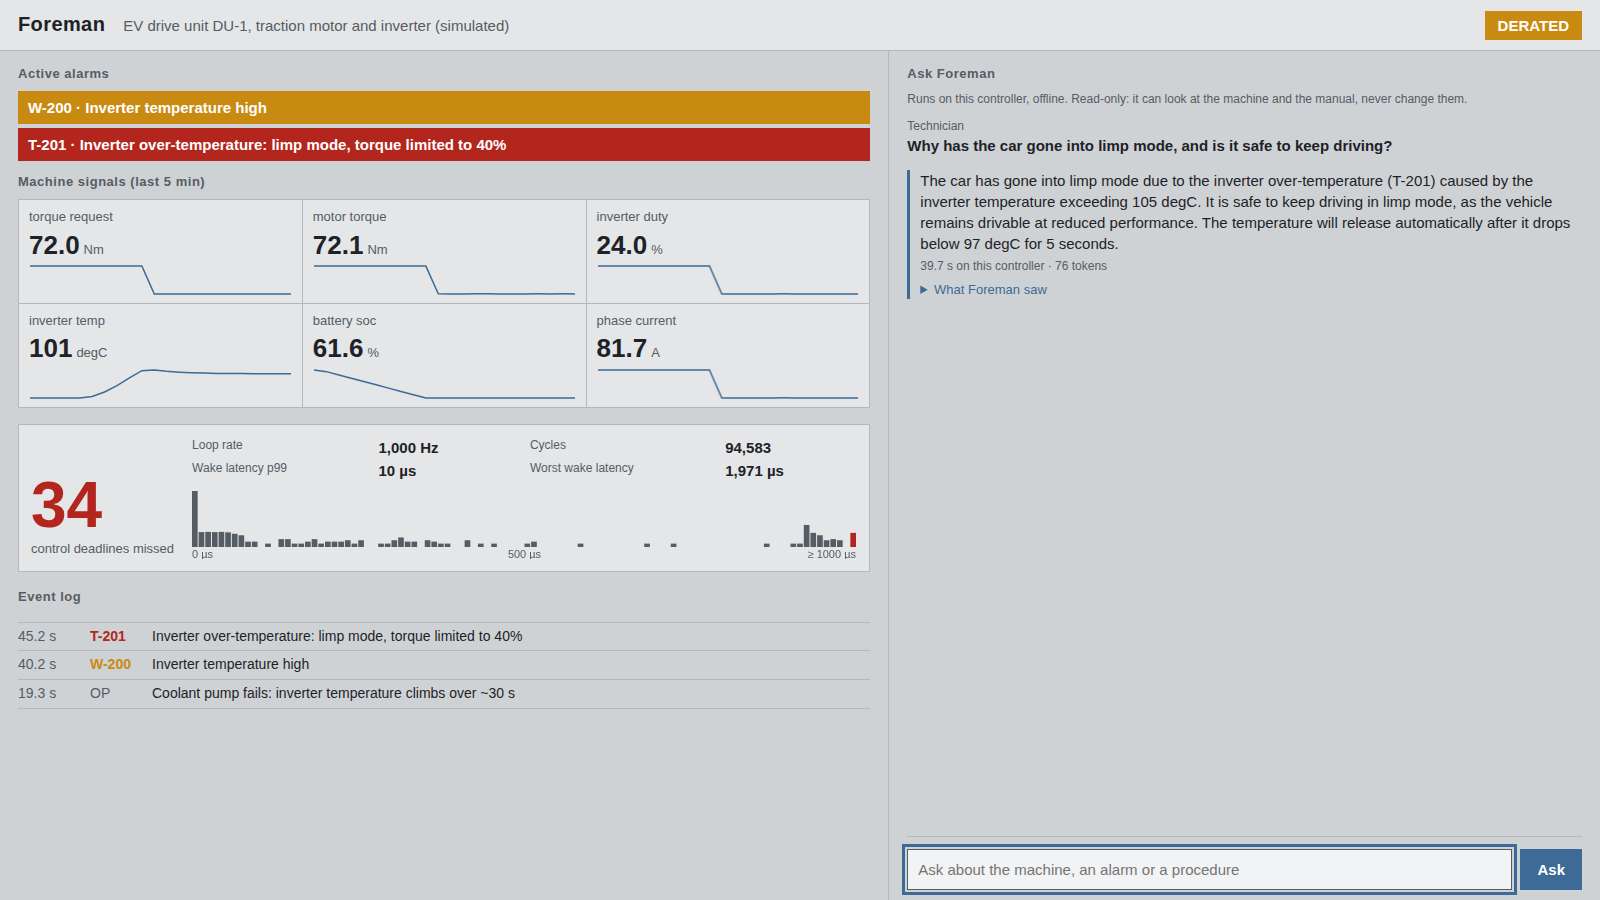 Foreman
EV drive unit DU-1, traction motor and inverter (simulated)
DERATED
Active alarms
W-200 · Inverter temperature high
T-201 · Inverter over-temperature: limp mode, torque limited to 40%
Machine signals (last 5 min)
torque request
72.0 Nm
motor torque
72.1 Nm
inverter duty
24.0 %
inverter temp
101 degC
battery soc
61.6 %
phase current
81.7 A
34
control deadlines missed
Loop rate
1,000 Hz
Cycles
94,583
Wake latency p99
10 µs
Worst wake latency
1,971 µs
0 µs
500 µs
≥ 1000 µs
Event log
45.2 s T-201 Inverter over-temperature: limp mode, torque limited to 40%
40.2 s W-200 Inverter temperature high
19.3 s OP Coolant pump fails: inverter temperature climbs over ~30 s
Ask Foreman
Runs on this controller, offline. Read-only: it can look at the machine and the manual, never change them.
Technician
Why has the car gone into limp mode, and is it safe to keep driving?
The car has gone into limp mode due to the inverter over-temperature (T-201) caused by the
inverter temperature exceeding 105 degC. It is safe to keep driving in limp mode, as the vehicle
remains drivable at reduced performance. The temperature will release automatically after it drops
below 97 degC for 5 seconds.
39.7 s on this controller · 76 tokens
What Foreman saw
Ask about the machine, an alarm or a procedure
Ask